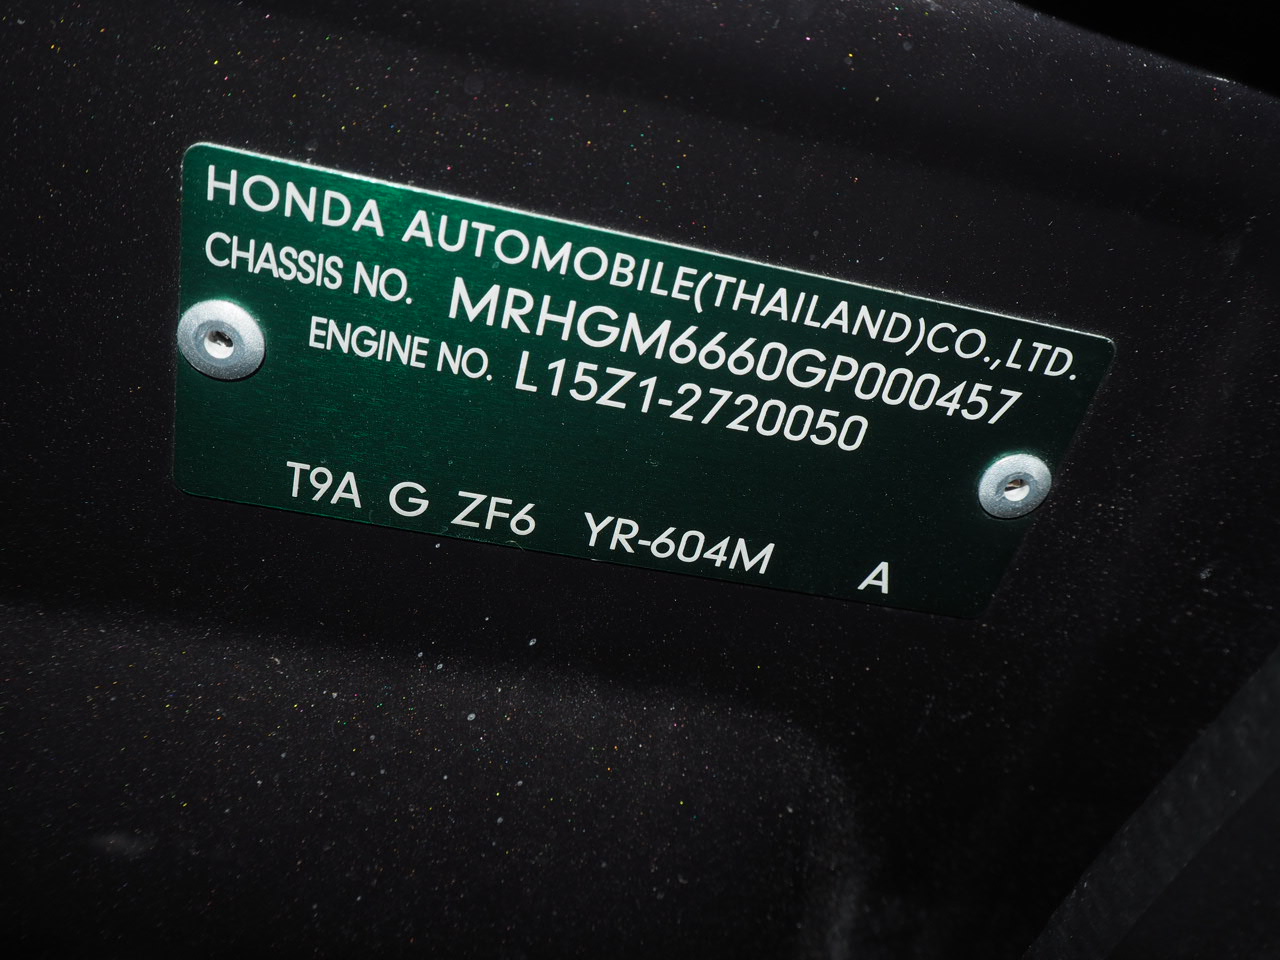 HONDA AUTOMOBILE(THAILAND)CO.,LTD.
CHASSIS NO. MRHGM6660GP000457
ENGINE NO. L15Z1-2720050
T9A G ZF6 YR-604M A